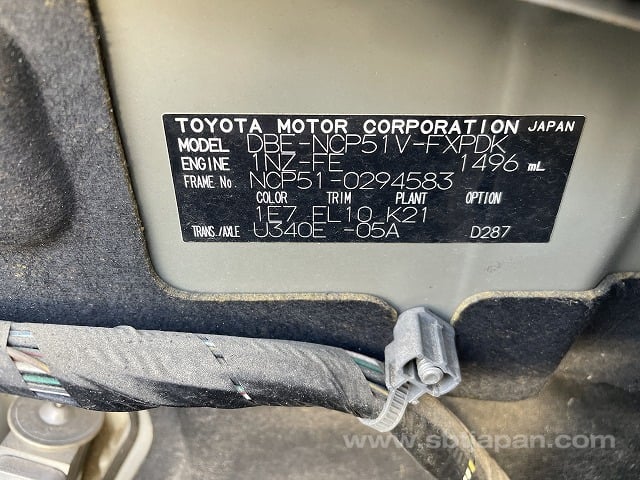 TOYOTA MOTOR CORPORATION JAPAN
MODEL DBE-NCP51V-FXPDK
ENGINE 1NZ-FE 1496 mL
FRAME No. NCP51-0294583
COLOR TRIM PLANT OPTION
1E7 FL10 K21
TRANS./AXLE U340E -05A D287
www.sbtjapan.com